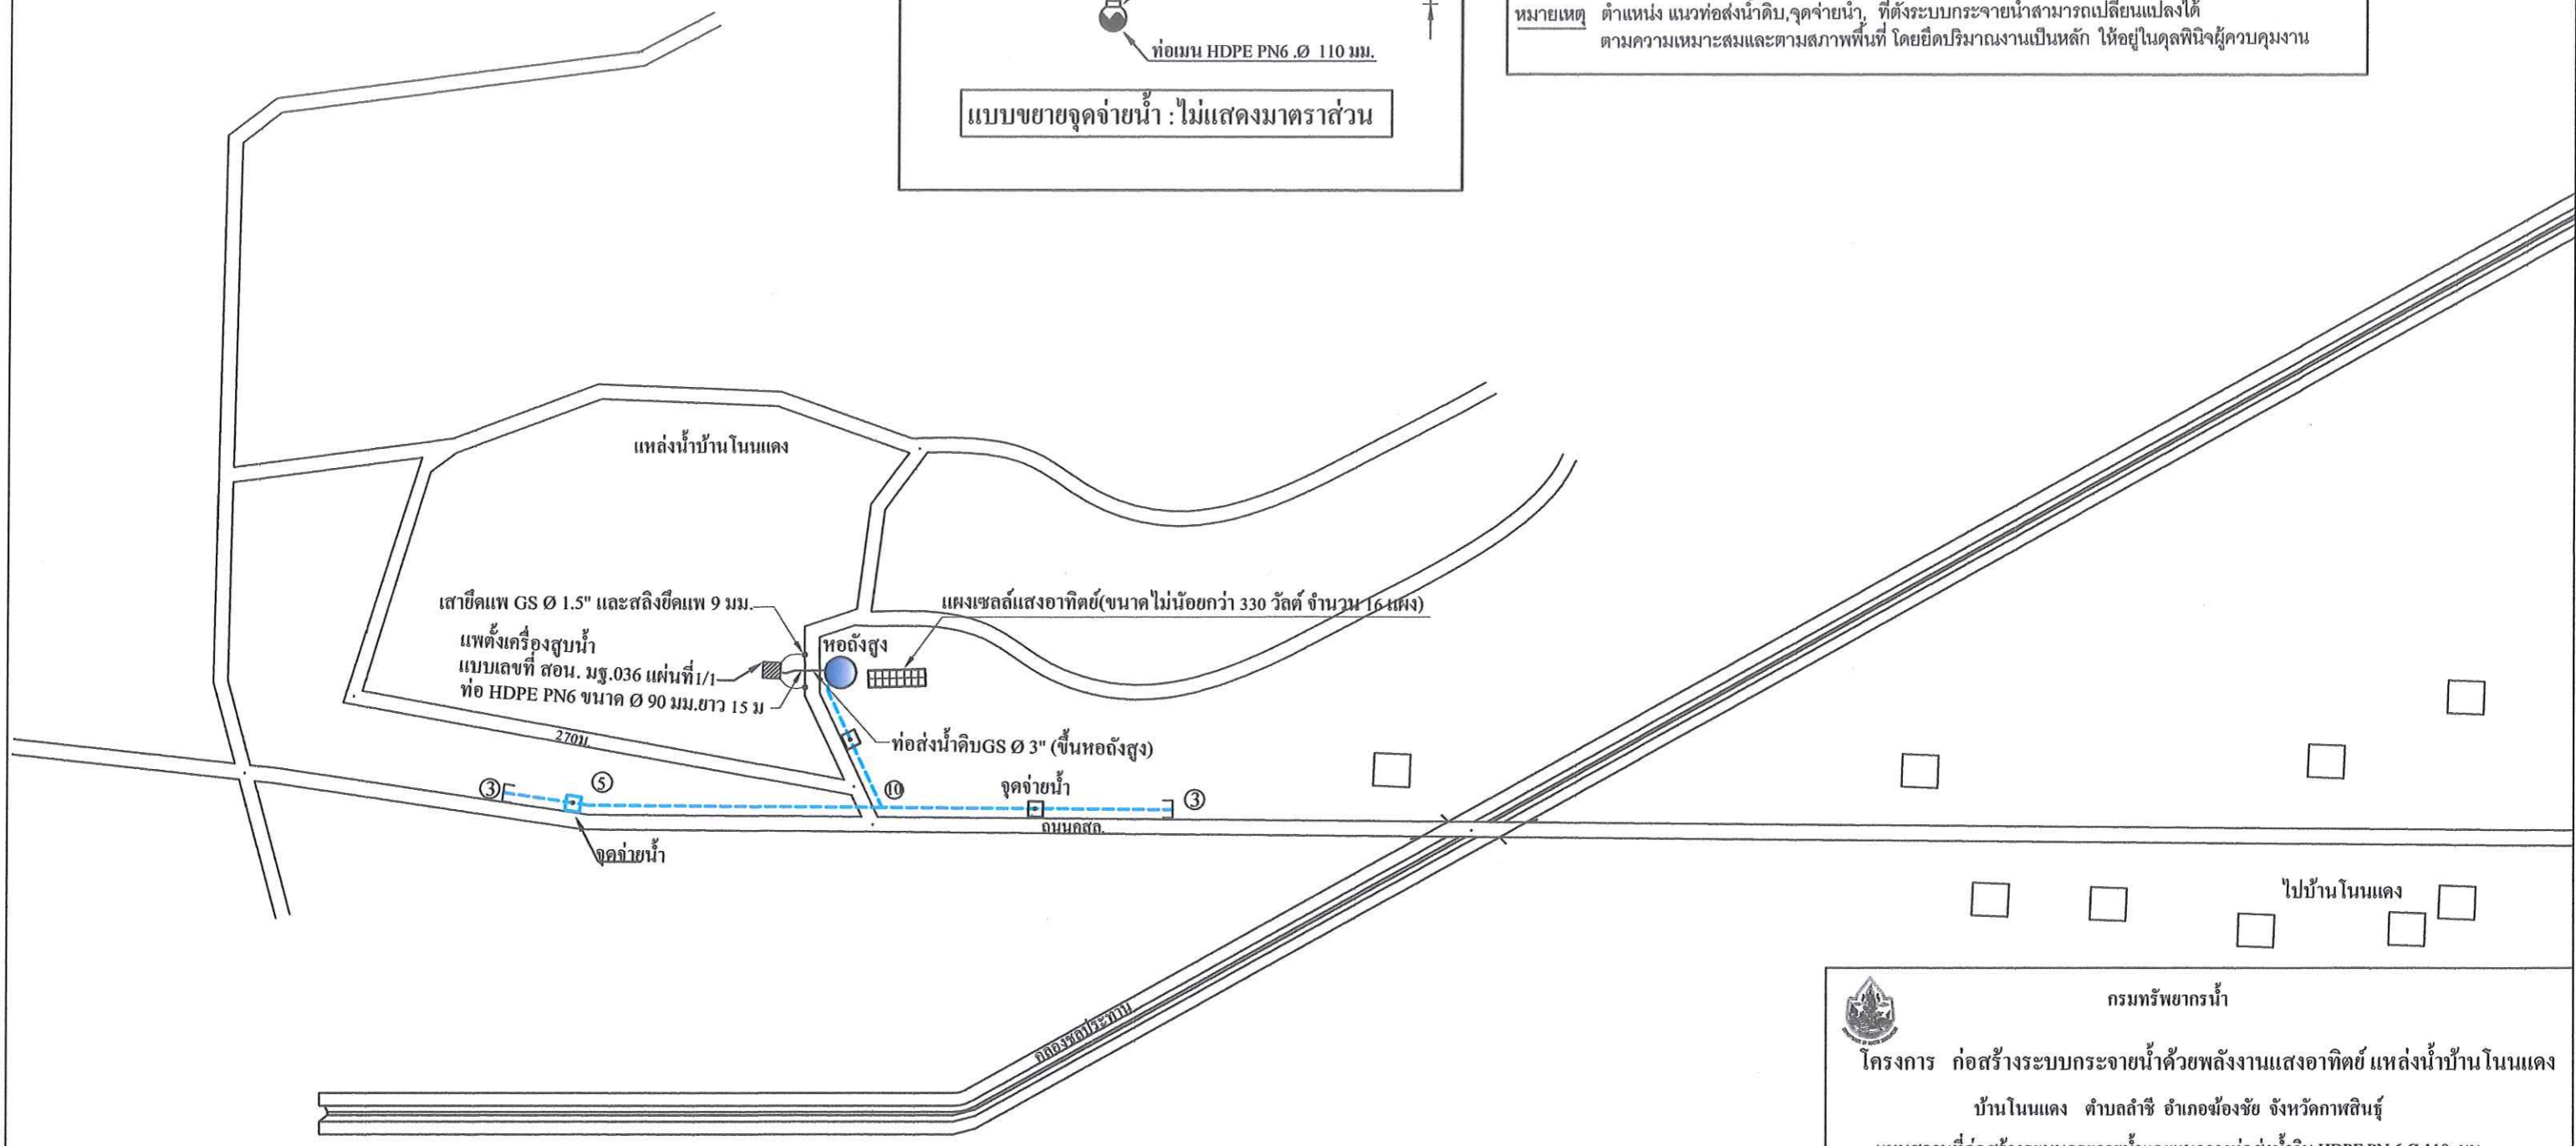 หมายเหตุ ตำแหน่ง แนวท่อส่งน้ำดิบ,จุดจ่ายน้ำ, ที่ตั้งระบบกระจายน้ำสามารถเปลี่ยนแปลงได้
ตามความเหมาะสมและตามสภาพพื้นที่ โดยยึดปริมาณงานเป็นหลัก ให้อยู่ในดุลพินิจผู้ควบคุมงาน
ท่อเมน HDPE PN6 .Ø 110 มม.
แบบขยายจุดจ่ายน้ำ : ไม่แสดงมาตราส่วน
แหล่งน้ำบ้านโนนแดง
เสายึดแพ GS Ø 1.5" และสลิงยึดแพ 9 มม.
แผงเซลล์แสงอาทิตย์(ขนาดไม่น้อยกว่า 330 วัลต์ จำนวน 16 แผง)
แพตั้งเครื่องสูบน้ำ
หอถังสูง
แบบเลขที่ สอน. มฐ.036 แผ่นที่1/1
ท่อ HDPE PN6 ขนาด Ø 90 มม.ยาว 15 ม
270ม.
ท่อส่งน้ำดิบGS Ø 3" (ขึ้นหอถังสูง)
③
⑤
⑩
จุดจ่ายน้ำ
③
ถนนคสล.
จุดจ่ายน้ำ
ไปบ้านโนนแดง
คลองชลประทาน
กรมทรัพยากรน้ำ
โครงการ ก่อสร้างระบบกระจายน้ำด้วยพลังงานแสงอาทิตย์ แหล่งน้ำบ้านโนนแดง
บ้านโนนแดง ตำบลลำชี อำเภอฆ้องชัย จังหวัดกาฬสินธุ์